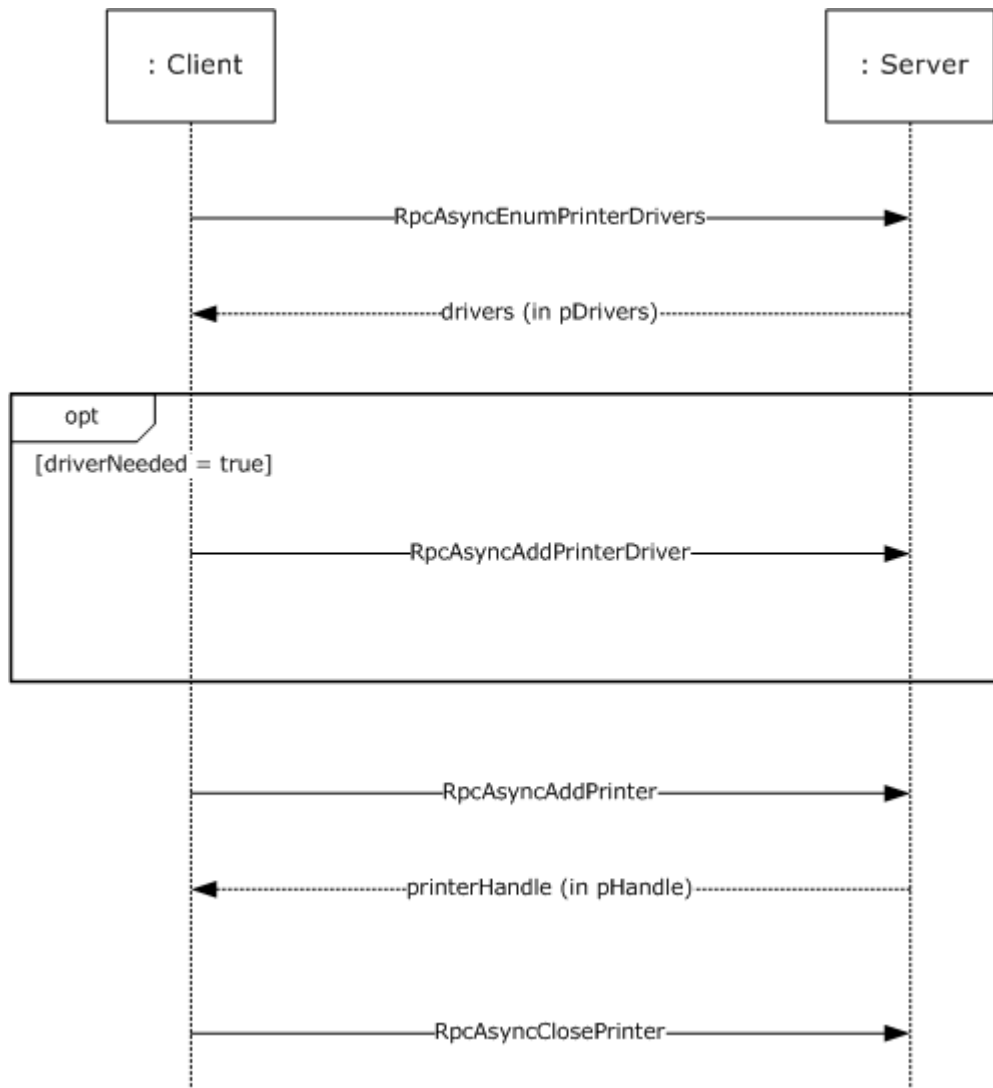 : Client
: Server
RpcAsyncEnumPrinterDrivers
drivers (in pDrivers)
opt
[driverNeeded = true]
RpcAsyncAddPrinterDriver
RpcAsyncAddPrinter
printerHandle (in pHandle)
RpcAsyncClosePrinter